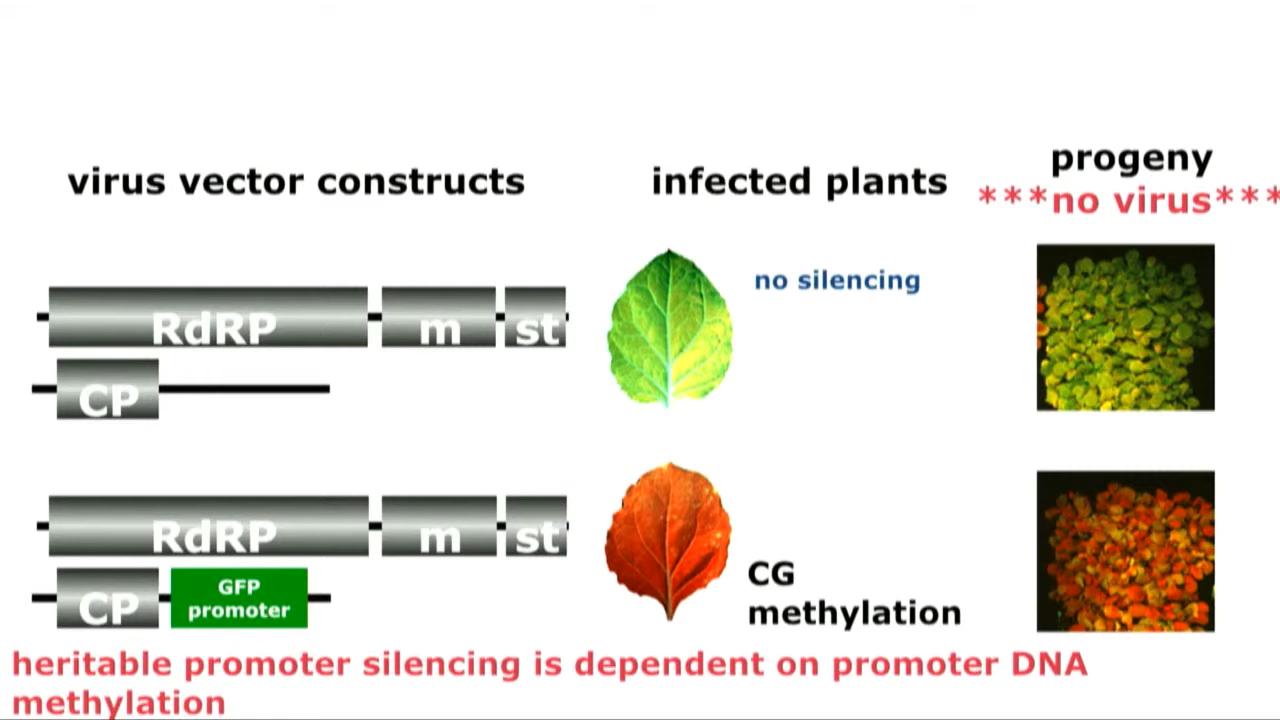 virus vector constructs
infected plants
progeny
***no virus***
no silencing
RdRP m st
CP
RdRP m st
CP
GFP
promoter
CG
methylation
heritable promoter silencing is dependent on promoter DNA
methylation